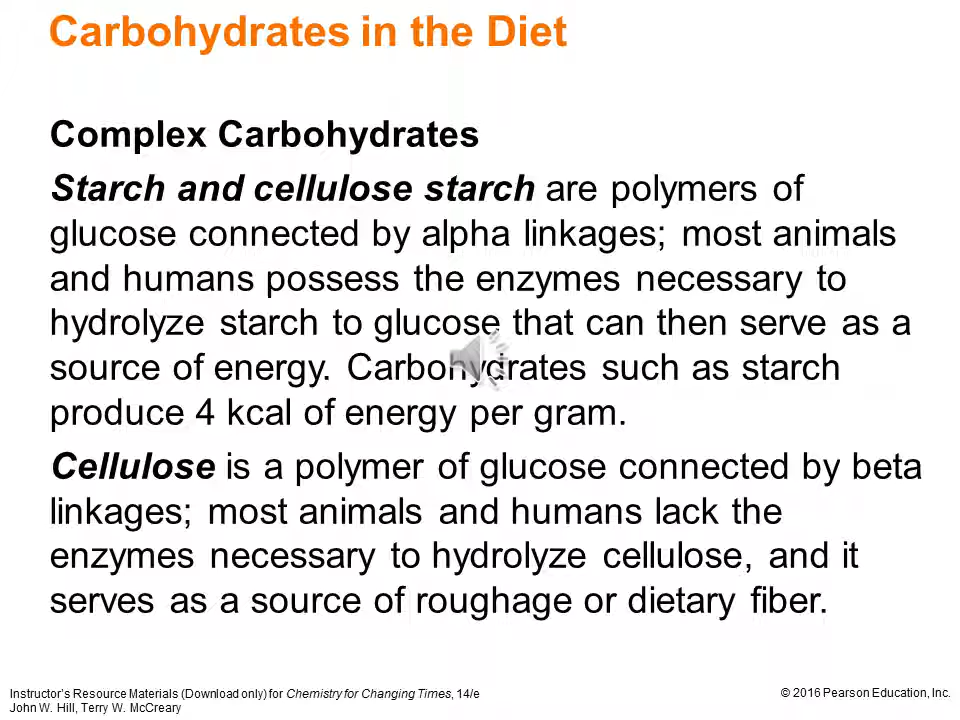 Carbohydrates in the Diet
Complex Carbohydrates
Starch and cellulose starch are polymers of
glucose connected by alpha linkages; most animals
and humans possess the enzymes necessary to
hydrolyze starch to glucose that can then serve as a
source of energy. Carbohydrates such as starch
produce 4 kcal of energy per gram.
Cellulose is a polymer of glucose connected by beta
linkages; most animals and humans lack the
enzymes necessary to hydrolyze cellulose, and it
serves as a source of roughage or dietary fiber.
Instructor's Resource Materials (Download only) for Chemistry for Changing Times, 14/e
John W. Hill, Terry W. McCreary
© 2016 Pearson Education, Inc.